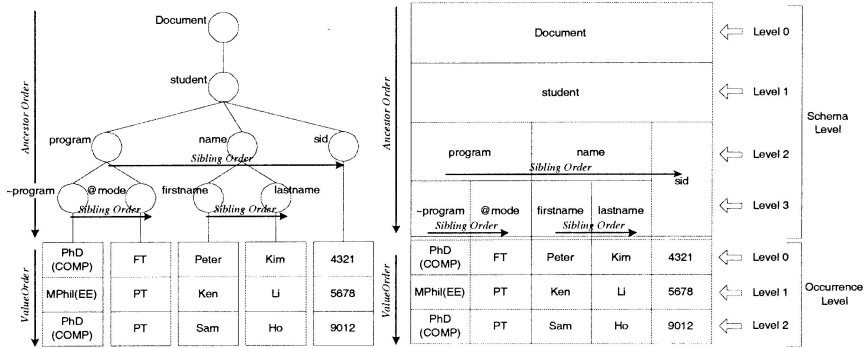 Document
student
program
name
sid
Sibling Order
~program
@mode
firstname
lastname
Sibling Order
Sibling Order
Ancestor Order
PhD (COMP) FT Peter Kim 4321
MPhil(EE) PT Ken Li 5678
PhD (COMP) PT Sam Ho 9012
ValueOrder
Document
student
program
name
sid
Sibling Order
~program
@mode
firstname
lastname
Sibling Order
Sibling Order
Ancestor Order
PhD (COMP) FT Peter Kim 4321
MPhil(EE) PT Ken Li 5678
PhD (COMP) PT Sam Ho 9012
ValueOrder
Level 0
Level 1
Level 2
Level 3
Schema Level
Level 0
Level 1
Level 2
Occurrence Level